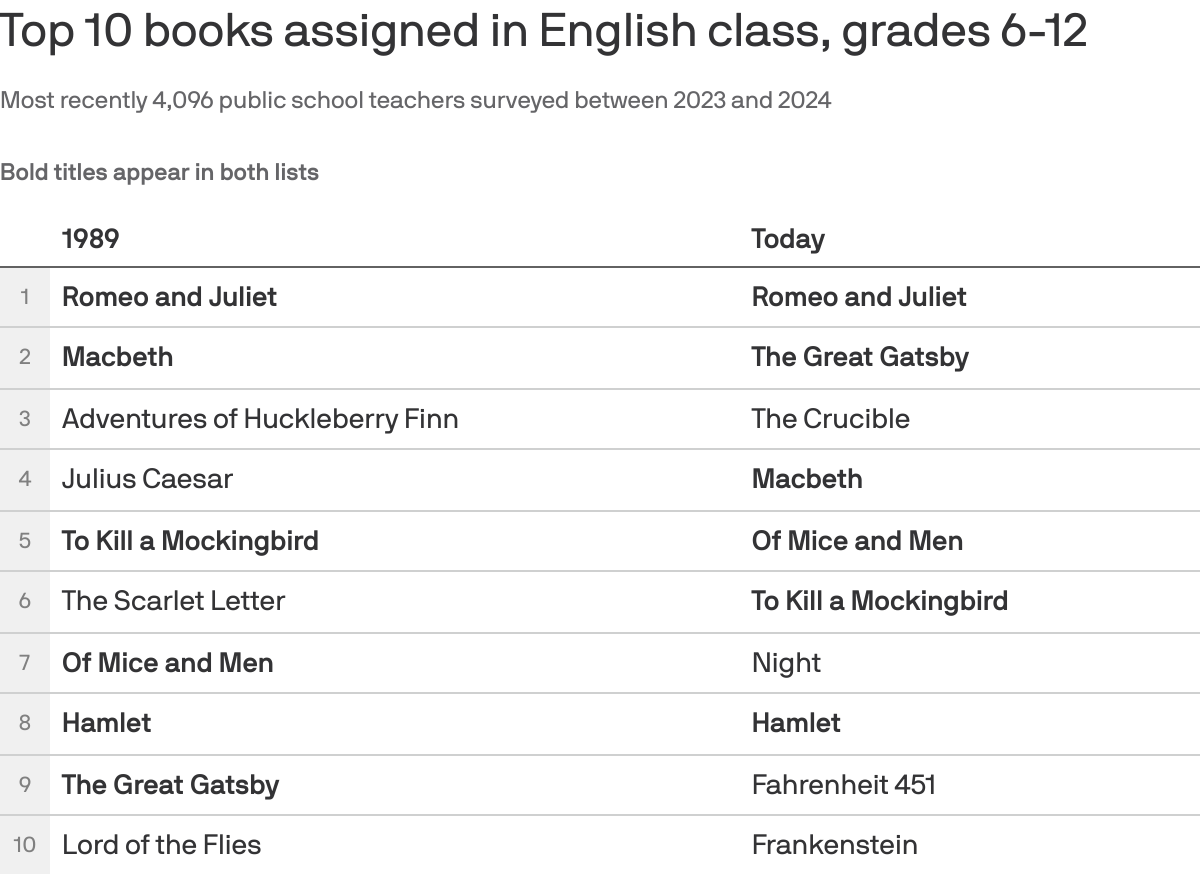 Top 10 books assigned in English class, grades 6-12
Most recently 4,096 public school teachers surveyed between 2023 and 2024
Bold titles appear in both lists
1989 Today
1 Romeo and Juliet Romeo and Juliet
2 Macbeth The Great Gatsby
3 Adventures of Huckleberry Finn The Crucible
4 Julius Caesar Macbeth
5 To Kill a Mockingbird Of Mice and Men
6 The Scarlet Letter To Kill a Mockingbird
7 Of Mice and Men Night
8 Hamlet Hamlet
9 The Great Gatsby Fahrenheit 451
10 Lord of the Flies Frankenstein